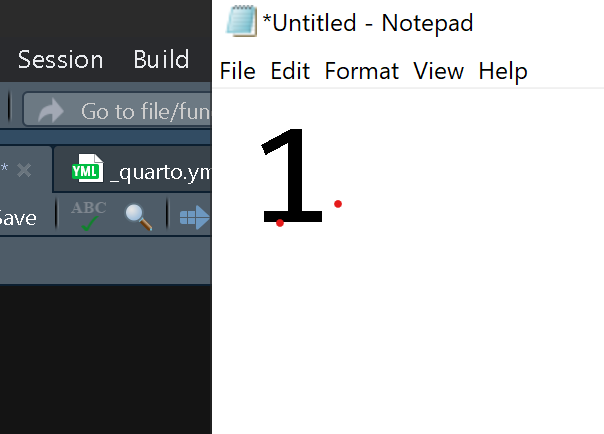 *Untitled - Notepad
Session Build
File Edit Format View Help
Go to file/fun
1
* _quarto.ym
YML
Save ABC